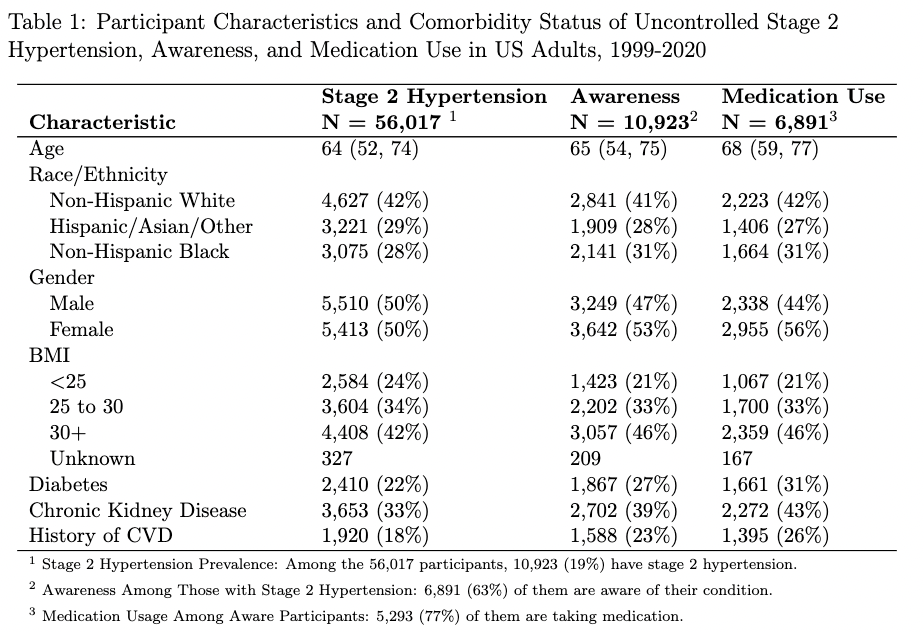 Table 1: Participant Characteristics and Comorbidity Status of Uncontrolled Stage 2
Hypertension, Awareness, and Medication Use in US Adults, 1999-2020
Stage 2 Hypertension Awareness Medication Use
Characteristic N = 56,017 ¹ N = 10,923² N = 6,891³
Age 64 (52, 74) 65 (54, 75) 68 (59, 77)
Race/Ethnicity
Non-Hispanic White 4,627 (42%) 2,841 (41%) 2,223 (42%)
Hispanic/Asian/Other 3,221 (29%) 1,909 (28%) 1,406 (27%)
Non-Hispanic Black 3,075 (28%) 2,141 (31%) 1,664 (31%)
Gender
Male 5,510 (50%) 3,249 (47%) 2,338 (44%)
Female 5,413 (50%) 3,642 (53%) 2,955 (56%)
BMI
<25 2,584 (24%) 1,423 (21%) 1,067 (21%)
25 to 30 3,604 (34%) 2,202 (33%) 1,700 (33%)
30+ 4,408 (42%) 3,057 (46%) 2,359 (46%)
Unknown 327 209 167
Diabetes 2,410 (22%) 1,867 (27%) 1,661 (31%)
Chronic Kidney Disease 3,653 (33%) 2,702 (39%) 2,272 (43%)
History of CVD 1,920 (18%) 1,588 (23%) 1,395 (26%)
¹ Stage 2 Hypertension Prevalence: Among the 56,017 participants, 10,923 (19%) have stage 2 hypertension.
² Awareness Among Those with Stage 2 Hypertension: 6,891 (63%) of them are aware of their condition.
³ Medication Usage Among Aware Participants: 5,293 (77%) of them are taking medication.